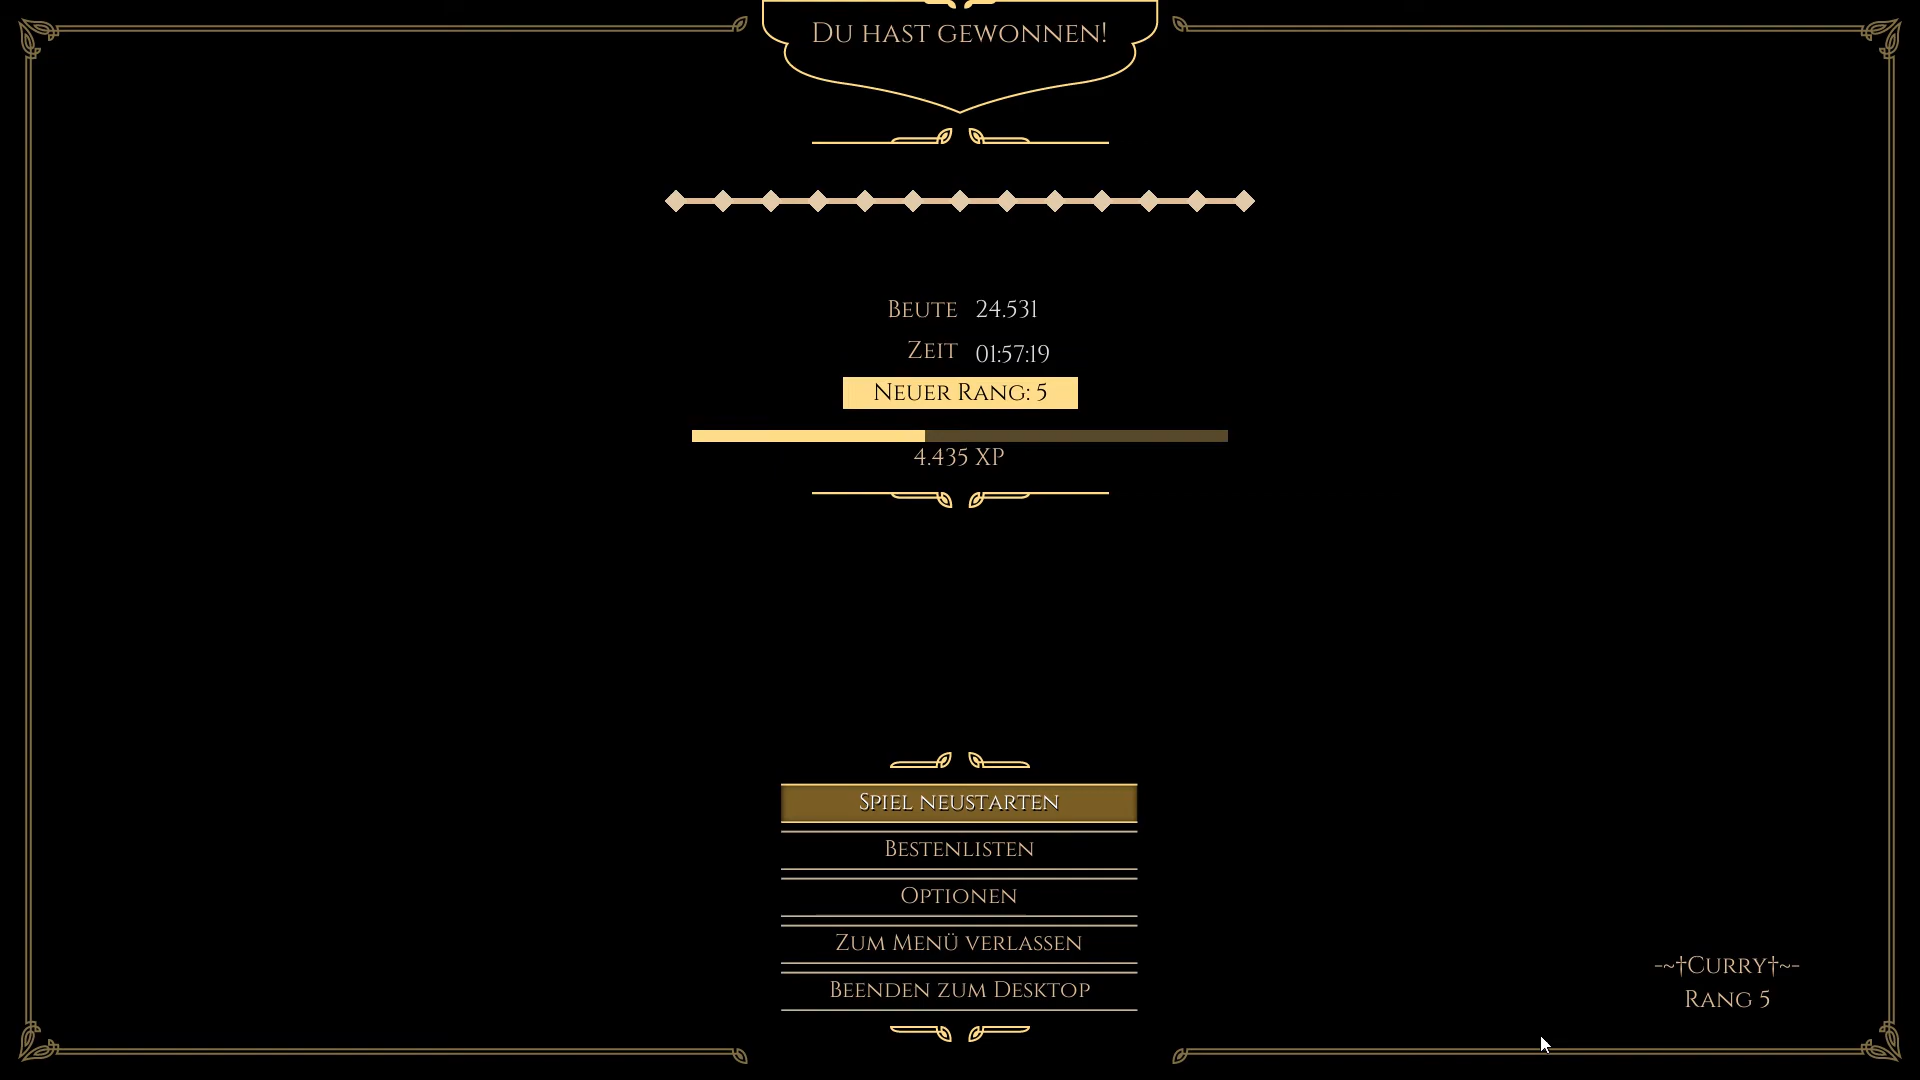 Du hast gewonnen!
Beute 24.531
Zeit 01:57:19
Neuer Rang: 5
4.435 XP
Spiel neustarten
Bestenlisten
Optionen
Zum Menü verlassen
Beenden zum Desktop
-~†Curry†~-
Rang 5